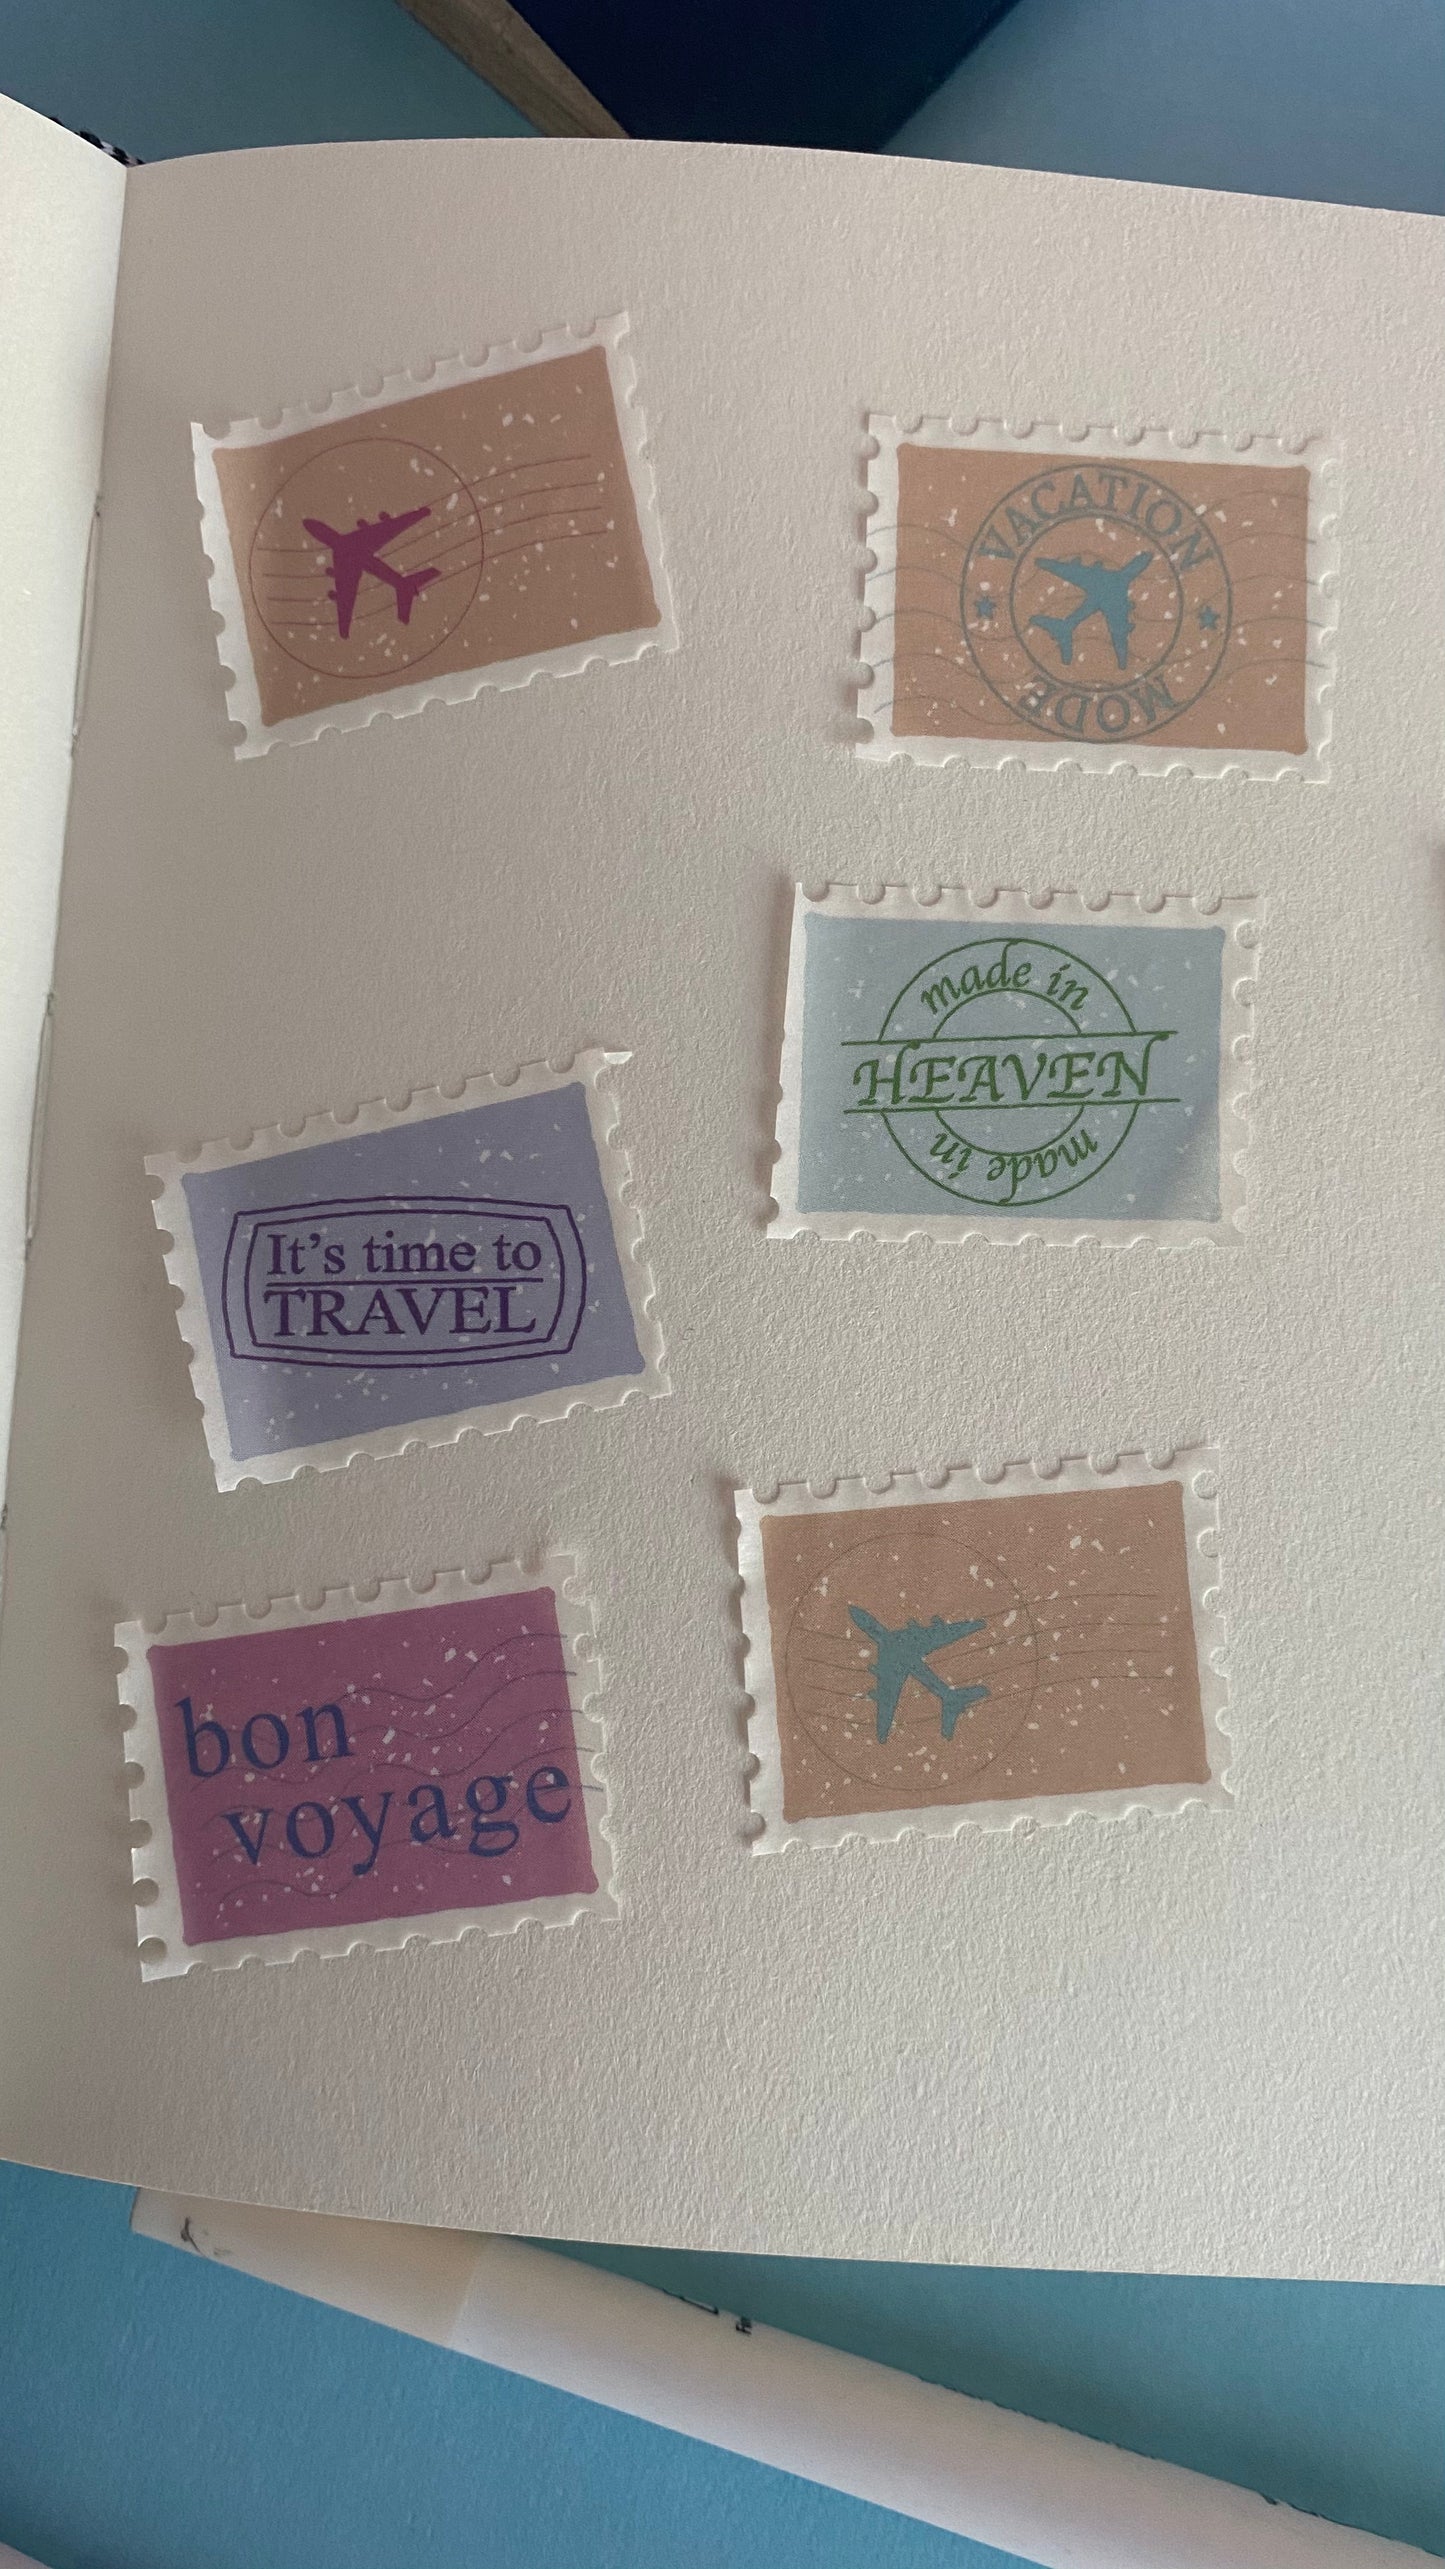 VACATION
MODE
made in
HEAVEN
made in
It's time to
TRAVEL
bon
voyage